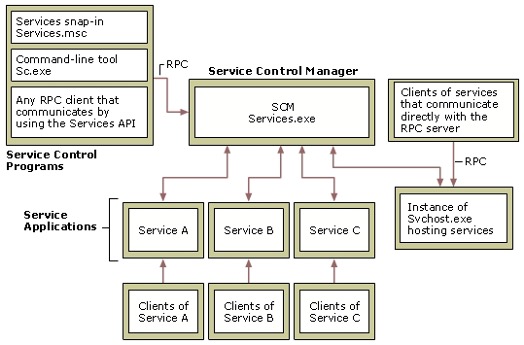 Services snap-in
Services.msc
Command-line tool
Sc.exe
Any RPC client that
communicates by
using the Services API
Service Control
Programs
RPC
Service Control Manager
SCM
Services.exe
Clients of services
that communicate
directly with the
RPC server
RPC
Instance of
Svchost.exe
hosting services
Service
Applications
Service A
Service B
Service C
Clients of
Service A
Clients of
Service B
Clients of
Service C